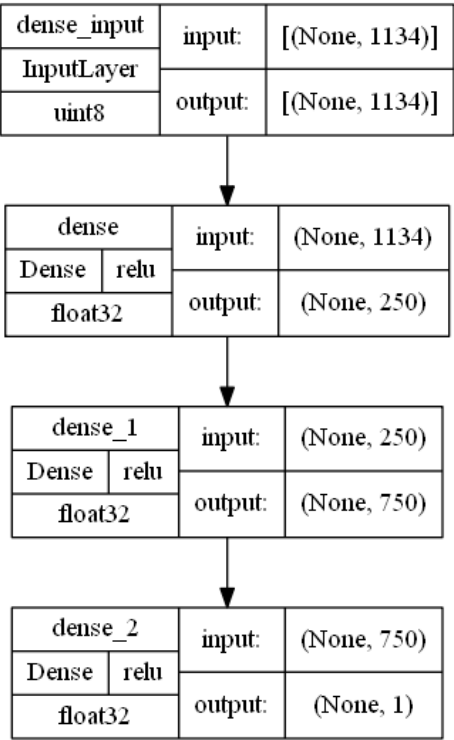 dense_input
InputLayer
uint8
input:
[(None, 1134)]
output:
[(None, 1134)]
dense
Dense relu
float32
input:
(None, 1134)
output:
(None, 250)
dense_1
Dense relu
float32
input:
(None, 250)
output:
(None, 750)
dense_2
Dense relu
float32
input:
(None, 750)
output:
(None, 1)